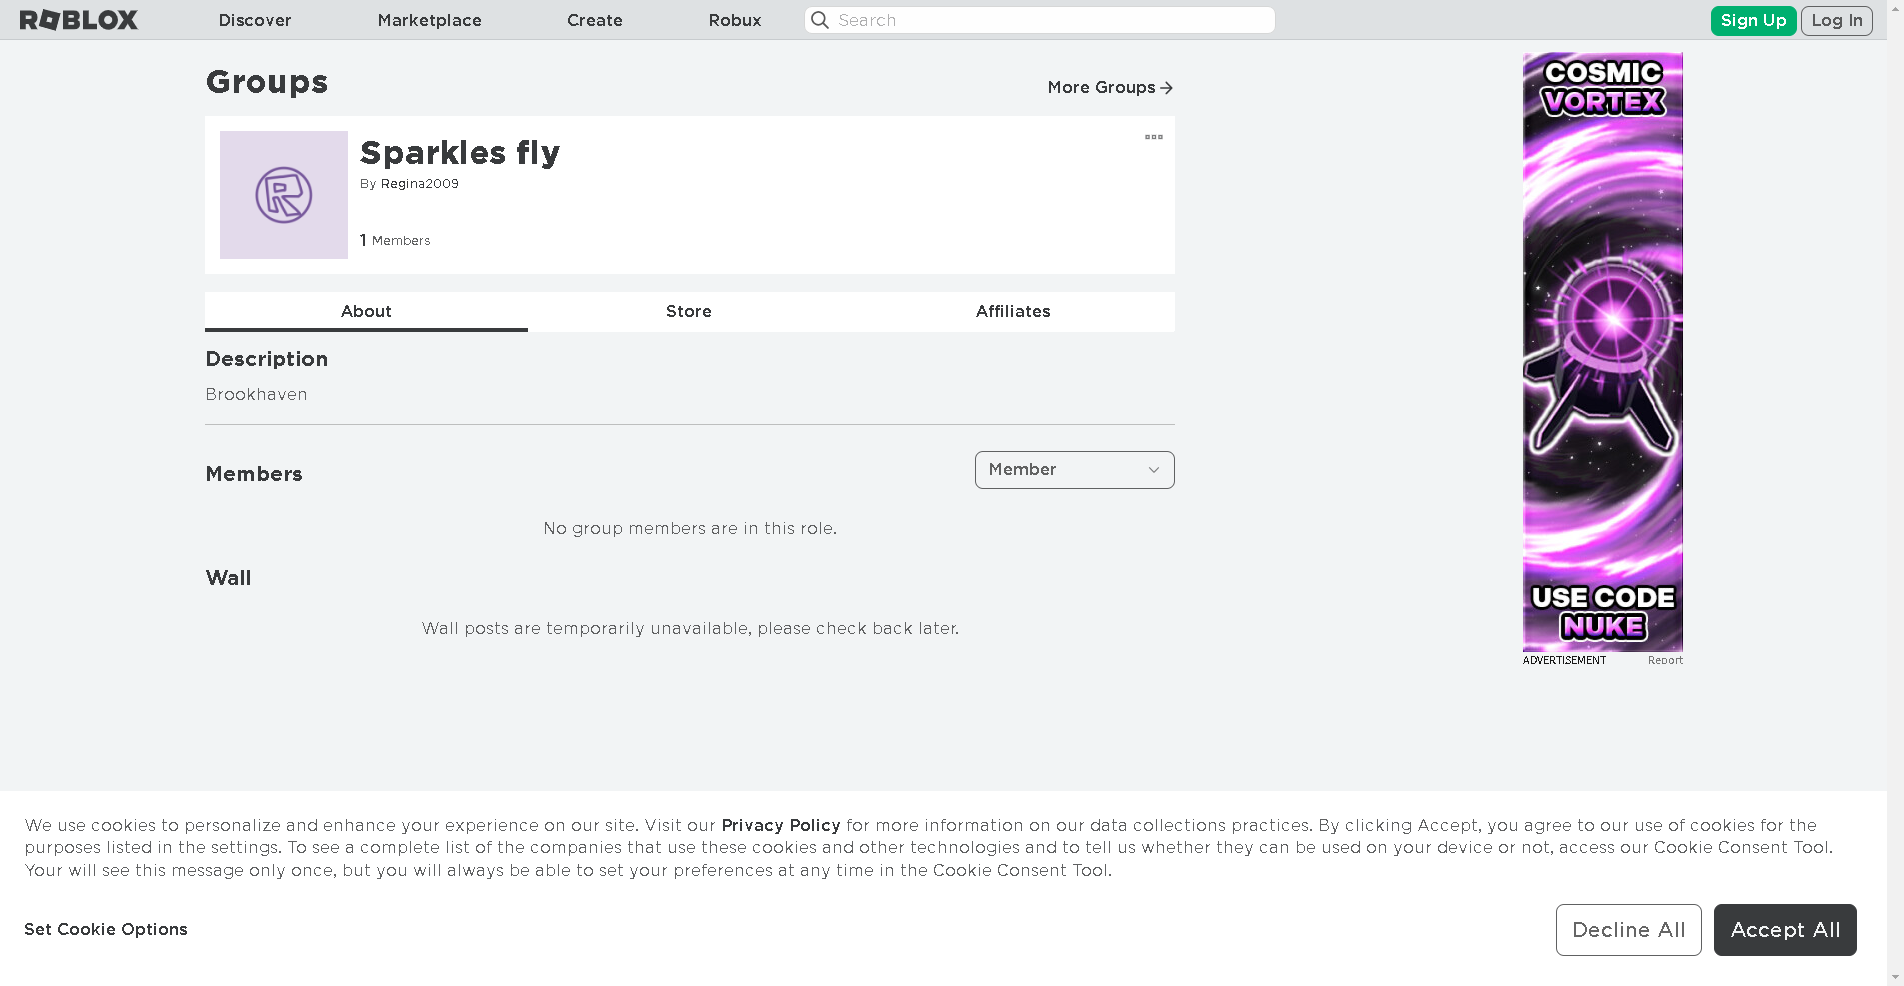 ROBLOX Discover Marketplace Create Robux Search Sign Up Log In
Groups
More Groups
Sparkles fly
By Regina2009
1 Members
About Store Affiliates
Description
Brookhaven
Members
Member
No group members are in this role.
Wall
Wall posts are temporarily unavailable, please check back later.
COSMIC
VORTEX
USE CODE
NUKE
ADVERTISEMENT Report
We use cookies to personalize and enhance your experience on our site. Visit our Privacy Policy for more information on our data collections practices. By clicking Accept, you agree to our use of cookies for the
purposes listed in the settings. To see a complete list of the companies that use these cookies and other technologies and to tell us whether they can be used on your device or not, access our Cookie Consent Tool.
Your will see this message only once, but you will always be able to set your preferences at any time in the Cookie Consent Tool.
Set Cookie Options
Decline All
Accept All